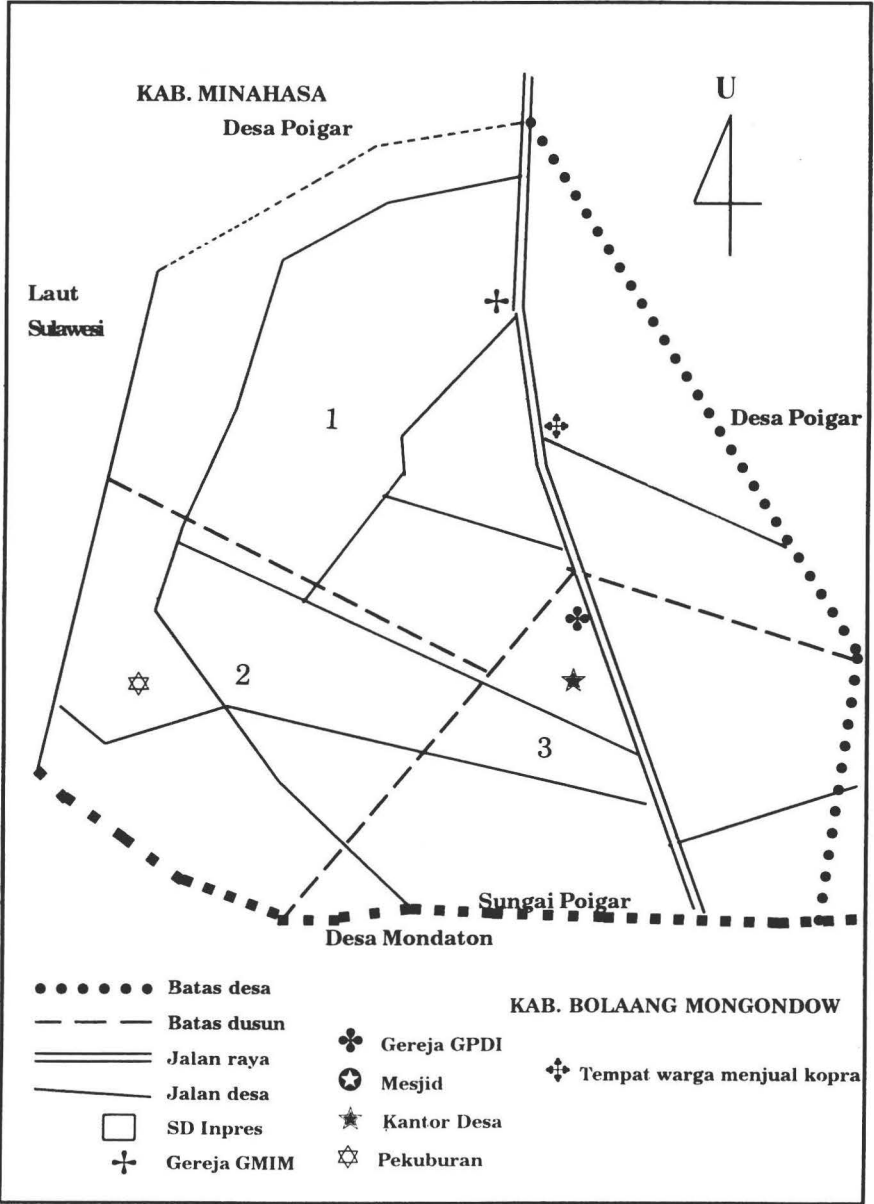 KAB. MINAHASA
Desa Poigar
U
Laut
Sulawesi
1
Desa Poigar
2
3
Sungai Poigar
Desa Mondaton
Batas desa
Batas dusun
Jalan raya
Jalan desa
SD Inpres
Gereja GMIM
Gereja GPDI
Mesjid
Kantor Desa
Pekuburan
KAB. BOLAANG MONGONDOW
Tempat warga menjual kopra